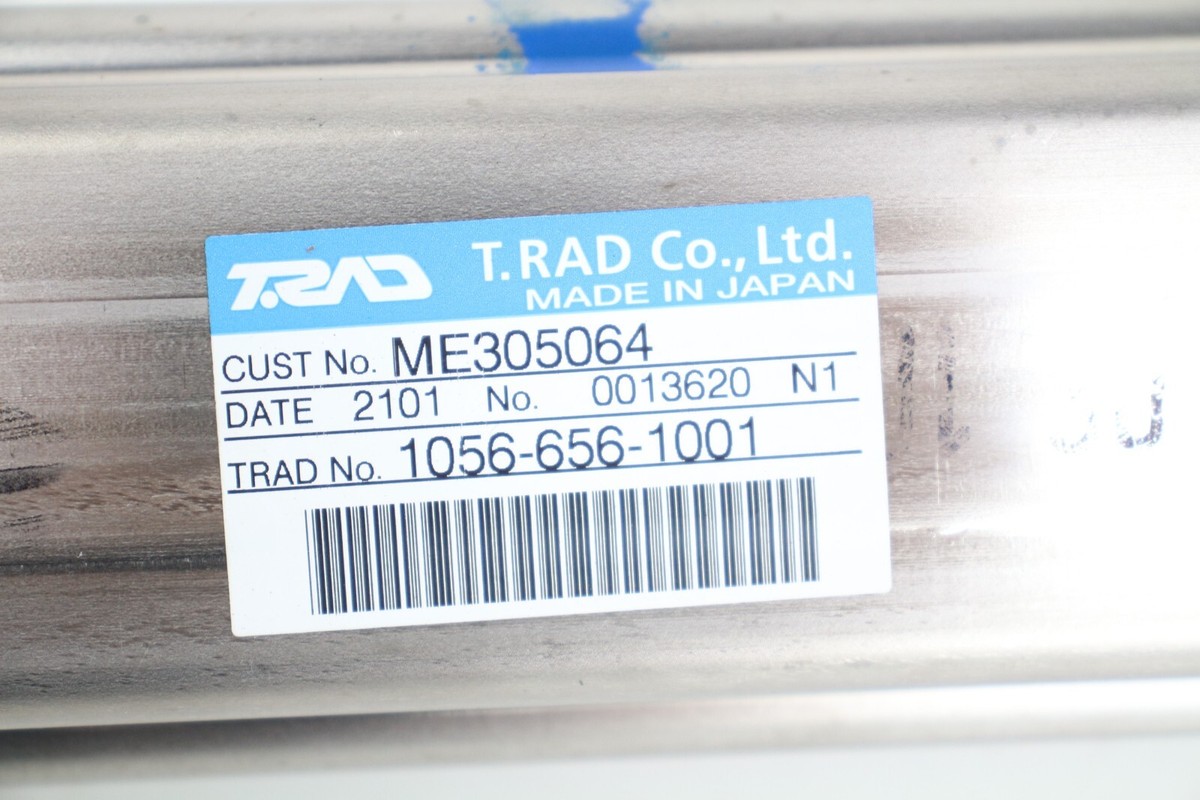 T.RAD T.RAD Co.,Ltd.
MADE IN JAPAN
CUST No. ME305064
DATE 2101 No. 0013620 N1
TRAD No. 1056-656-1001